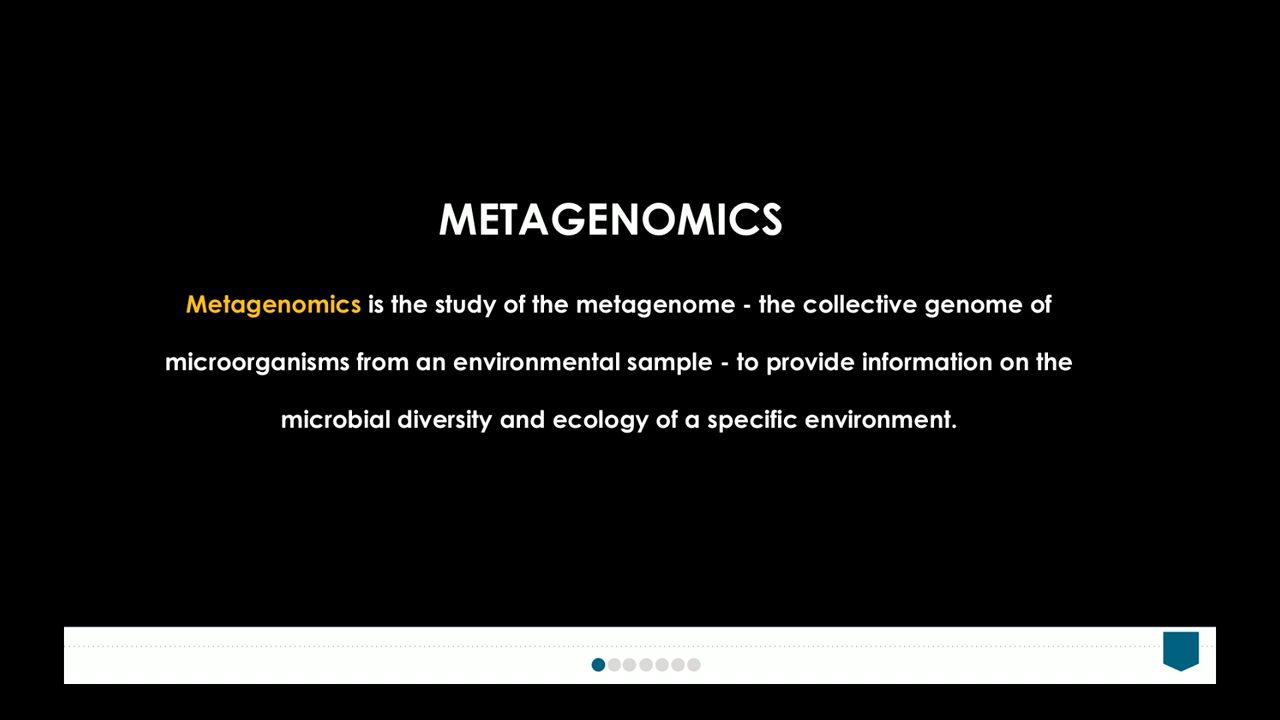 METAGENOMICS
Metagenomics is the study of the metagenome - the collective genome of
microorganisms from an environmental sample - to provide information on the
microbial diversity and ecology of a specific environment.